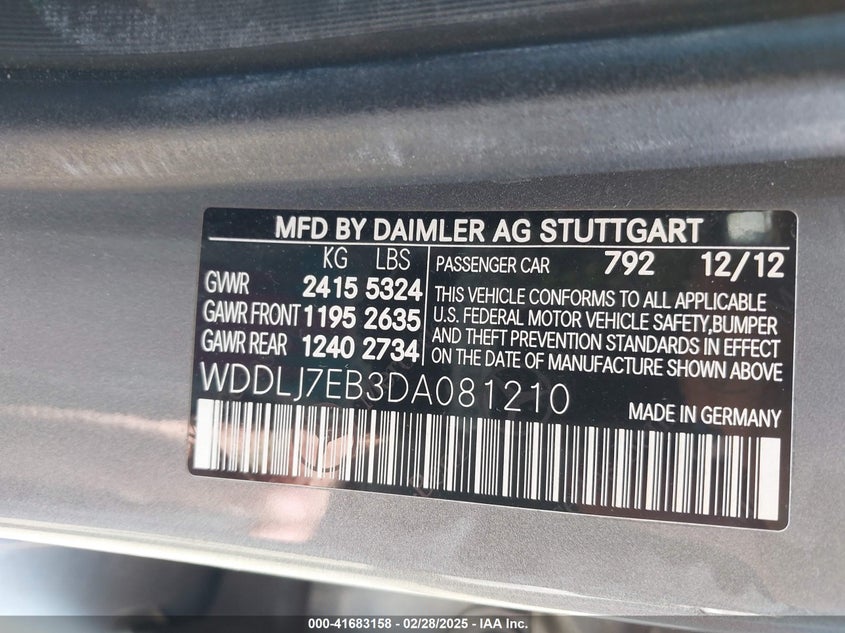 MFD BY DAIMLER AG STUTTGART
KG LBS
GVWR 2415 5324
GAWR FRONT 1195 2635
GAWR REAR 1240 2734
PASSENGER CAR 792 12/12
THIS VEHICLE CONFORMS TO ALL APPLICABLE
U.S. FEDERAL MOTOR VEHICLE SAFETY,BUMPER
AND THEFT PREVENTION STANDARDS IN EFFECT
ON THE DATE OF MANUFACTURE SHOWN ABOVE
WDDLJ7EB3DA081210
MADE IN GERMANY
000-41683158 - 02/28/2025 - IAA Inc.